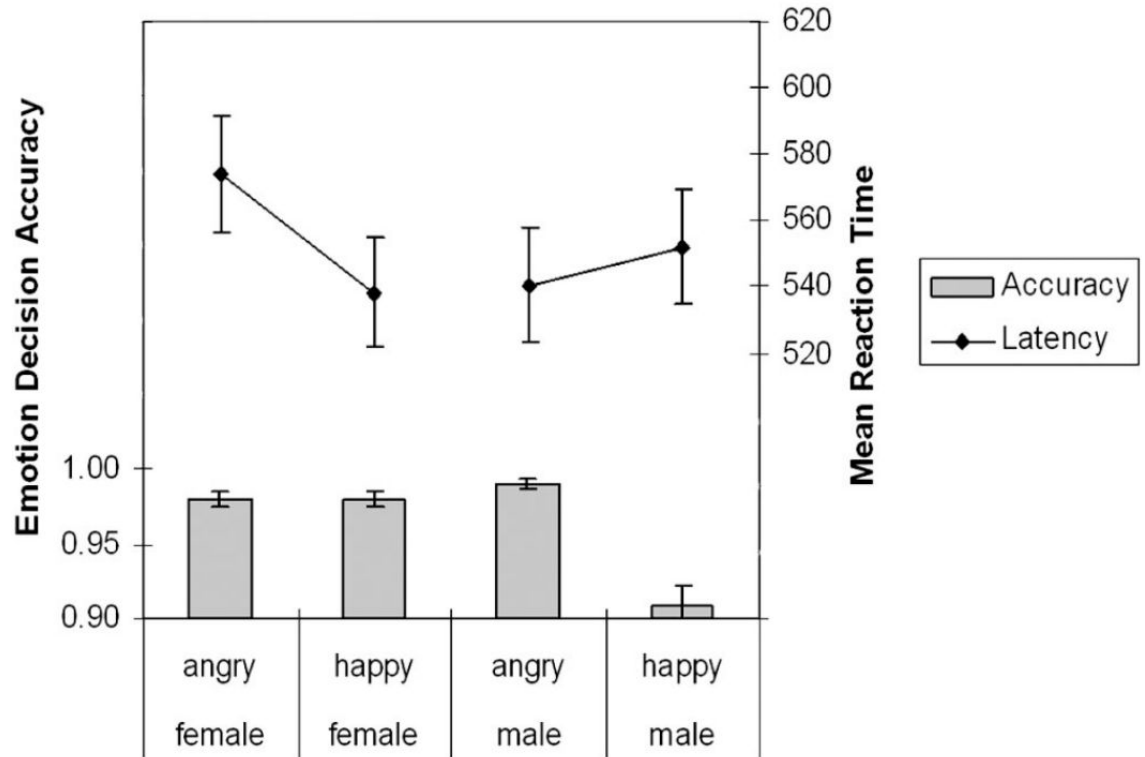 Emotion Decision Accuracy
1.00
0.95
0.90
620
600
580
560
540
520
Mean Reaction Time
Accuracy
Latency
angry happy angry happy
female female male male